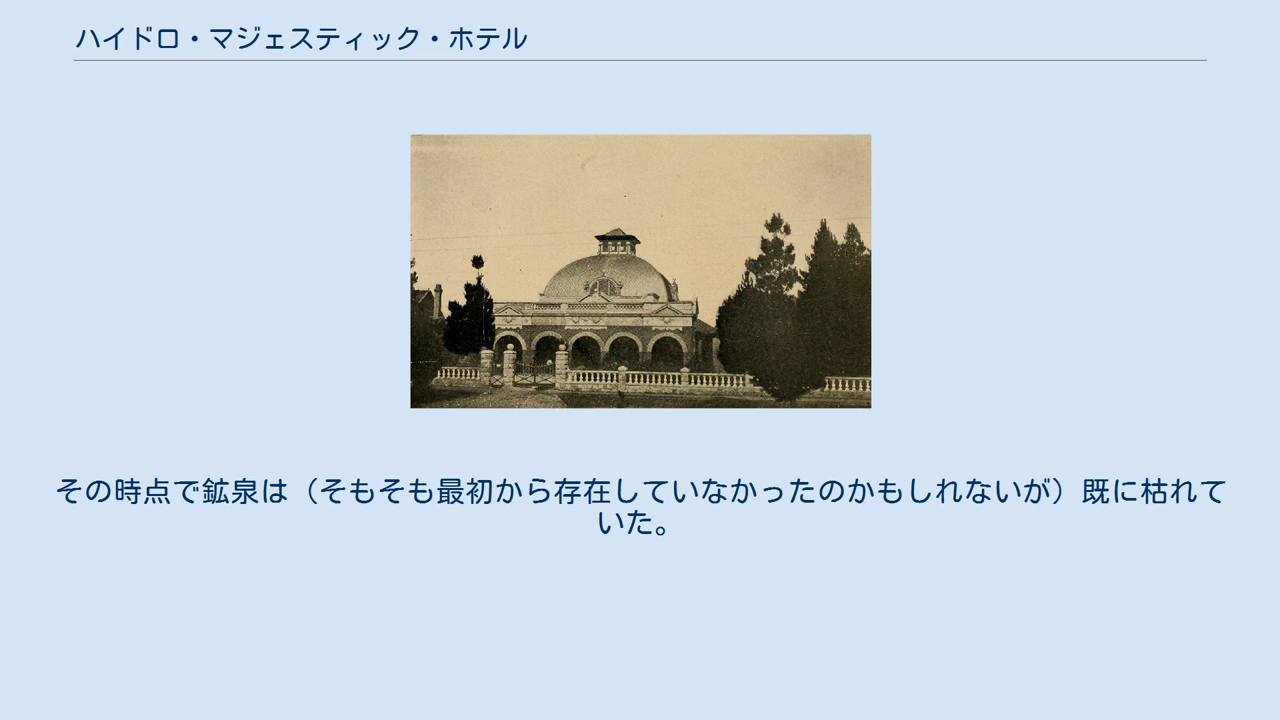 ハイドロ・マジェスティック・ホテル
その時点で鉱泉は（そもそも最初から存在していなかったのかもしれないが）既に枯れて
いた。